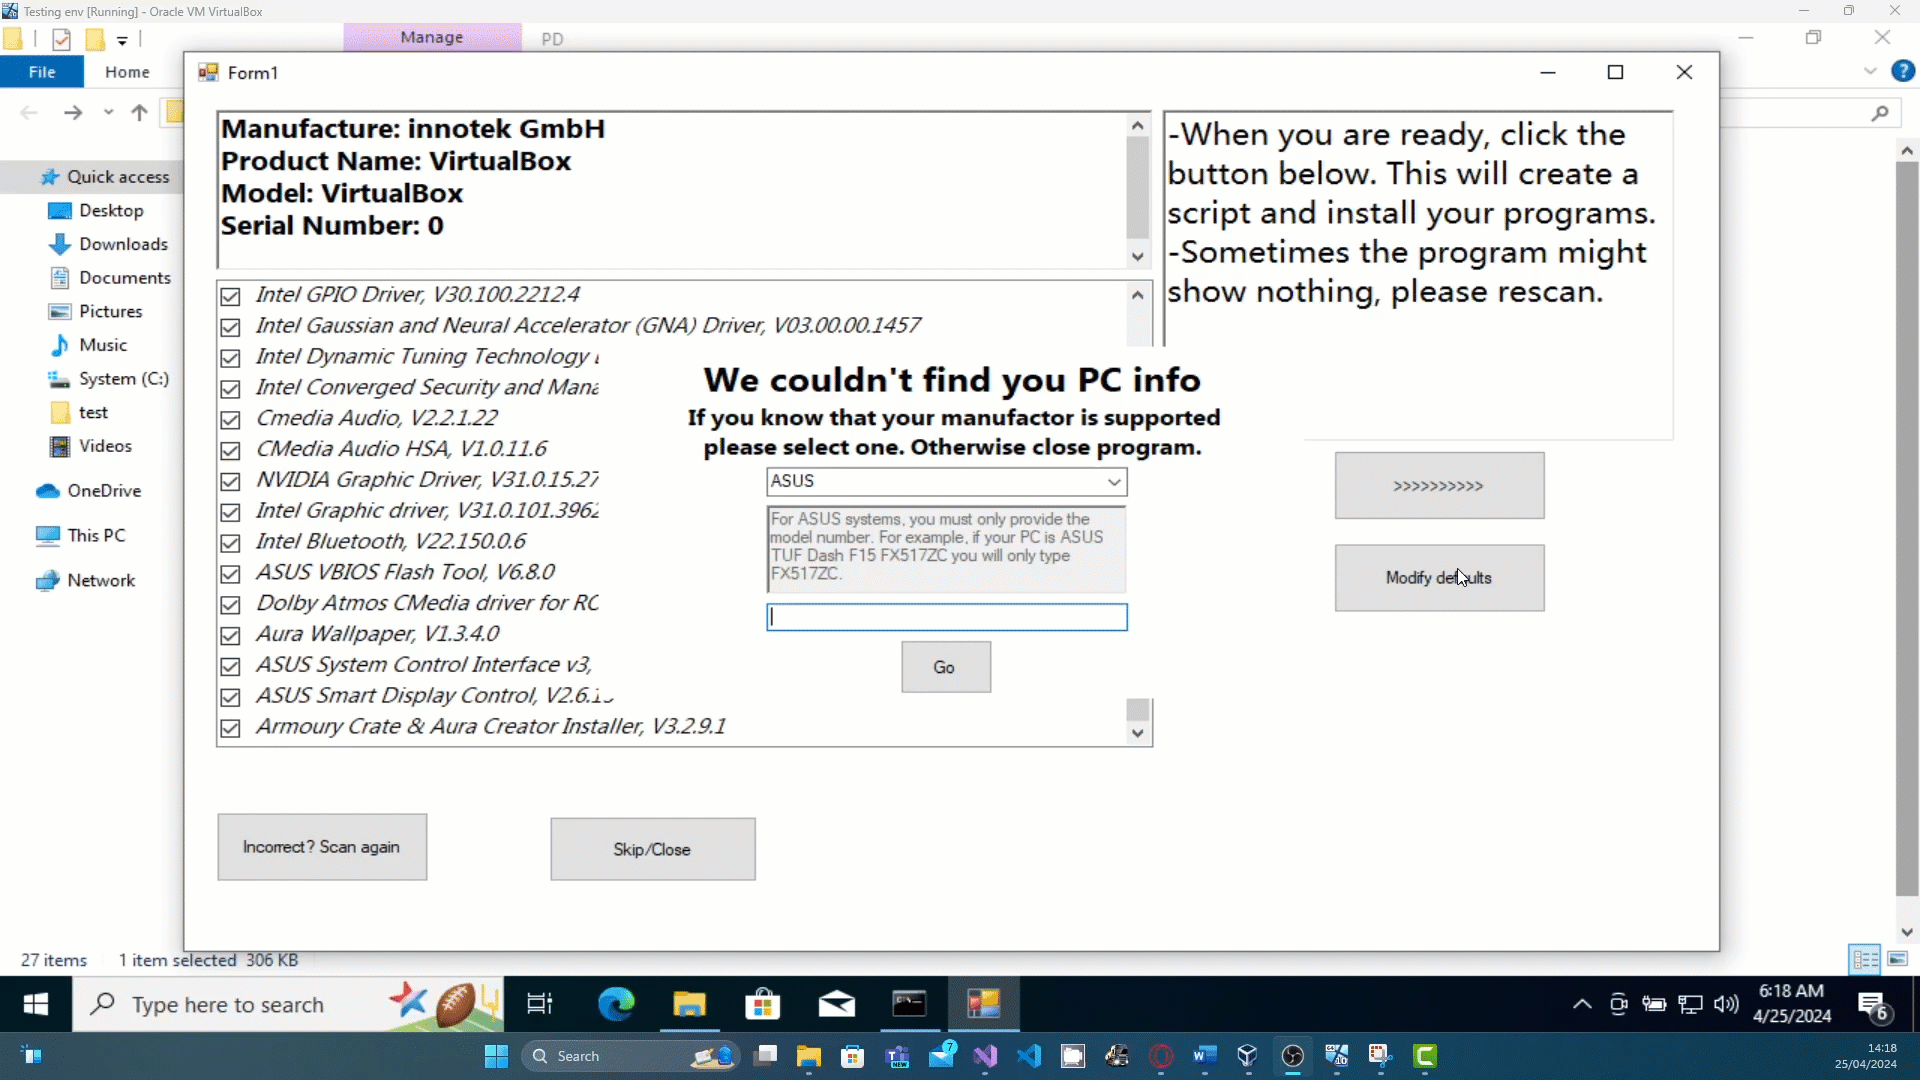 Testing env [Running] - Oracle VM VirtualBox
Manage
PD
File
Home
Form1
Quick access
Desktop
Downloads
Documents
Pictures
Music
System (C:)
test
Videos
OneDrive
This PC
Network
Manufacture: innotek GmbH
Product Name: VirtualBox
Model: VirtualBox
Serial Number: 0
-When you are ready, click the
button below. This will create a
script and install your programs.
-Sometimes the program might
show nothing, please rescan.
Intel GPIO Driver, V30.100.2212.4
Intel Gaussian and Neural Accelerator (GNA) Driver, V03.00.00.1457
Intel Dynamic Tuning Technology
Intel Converged Security and Mana
Cmedia Audio, V2.2.1.22
CMedia Audio HSA, V1.0.11.6
NVIDIA Graphic Driver, V31.0.15.27
Intel Graphic driver, V31.0.101.3962
Intel Bluetooth, V22.150.0.6
ASUS VBIOS Flash Tool, V6.8.0
Dolby Atmos CMedia driver for RO
Aura Wallpaper, V1.3.4.0
ASUS System Control Interface v3,
ASUS Smart Display Control,
Armoury Crate & Aura Creator Installer, V3.2.9.1
We couldn't find you PC info
If you know that your manufactor is supported
please select one. Otherwise close program.
ASUS
For ASUS systems, you must only provide the
model number. For example, if your PC is ASUS
TUF Dash F15 FX517ZC you will only type
FX517ZC.
Go
>>>>>>>>>>
Modify defaults
Incorrect? Scan again
Skip/Close
27 items
1 item selected 306 KB
Type here to search
6:18 AM
4/25/2024
6
Search
NEW
7
14:18
25/04/2024